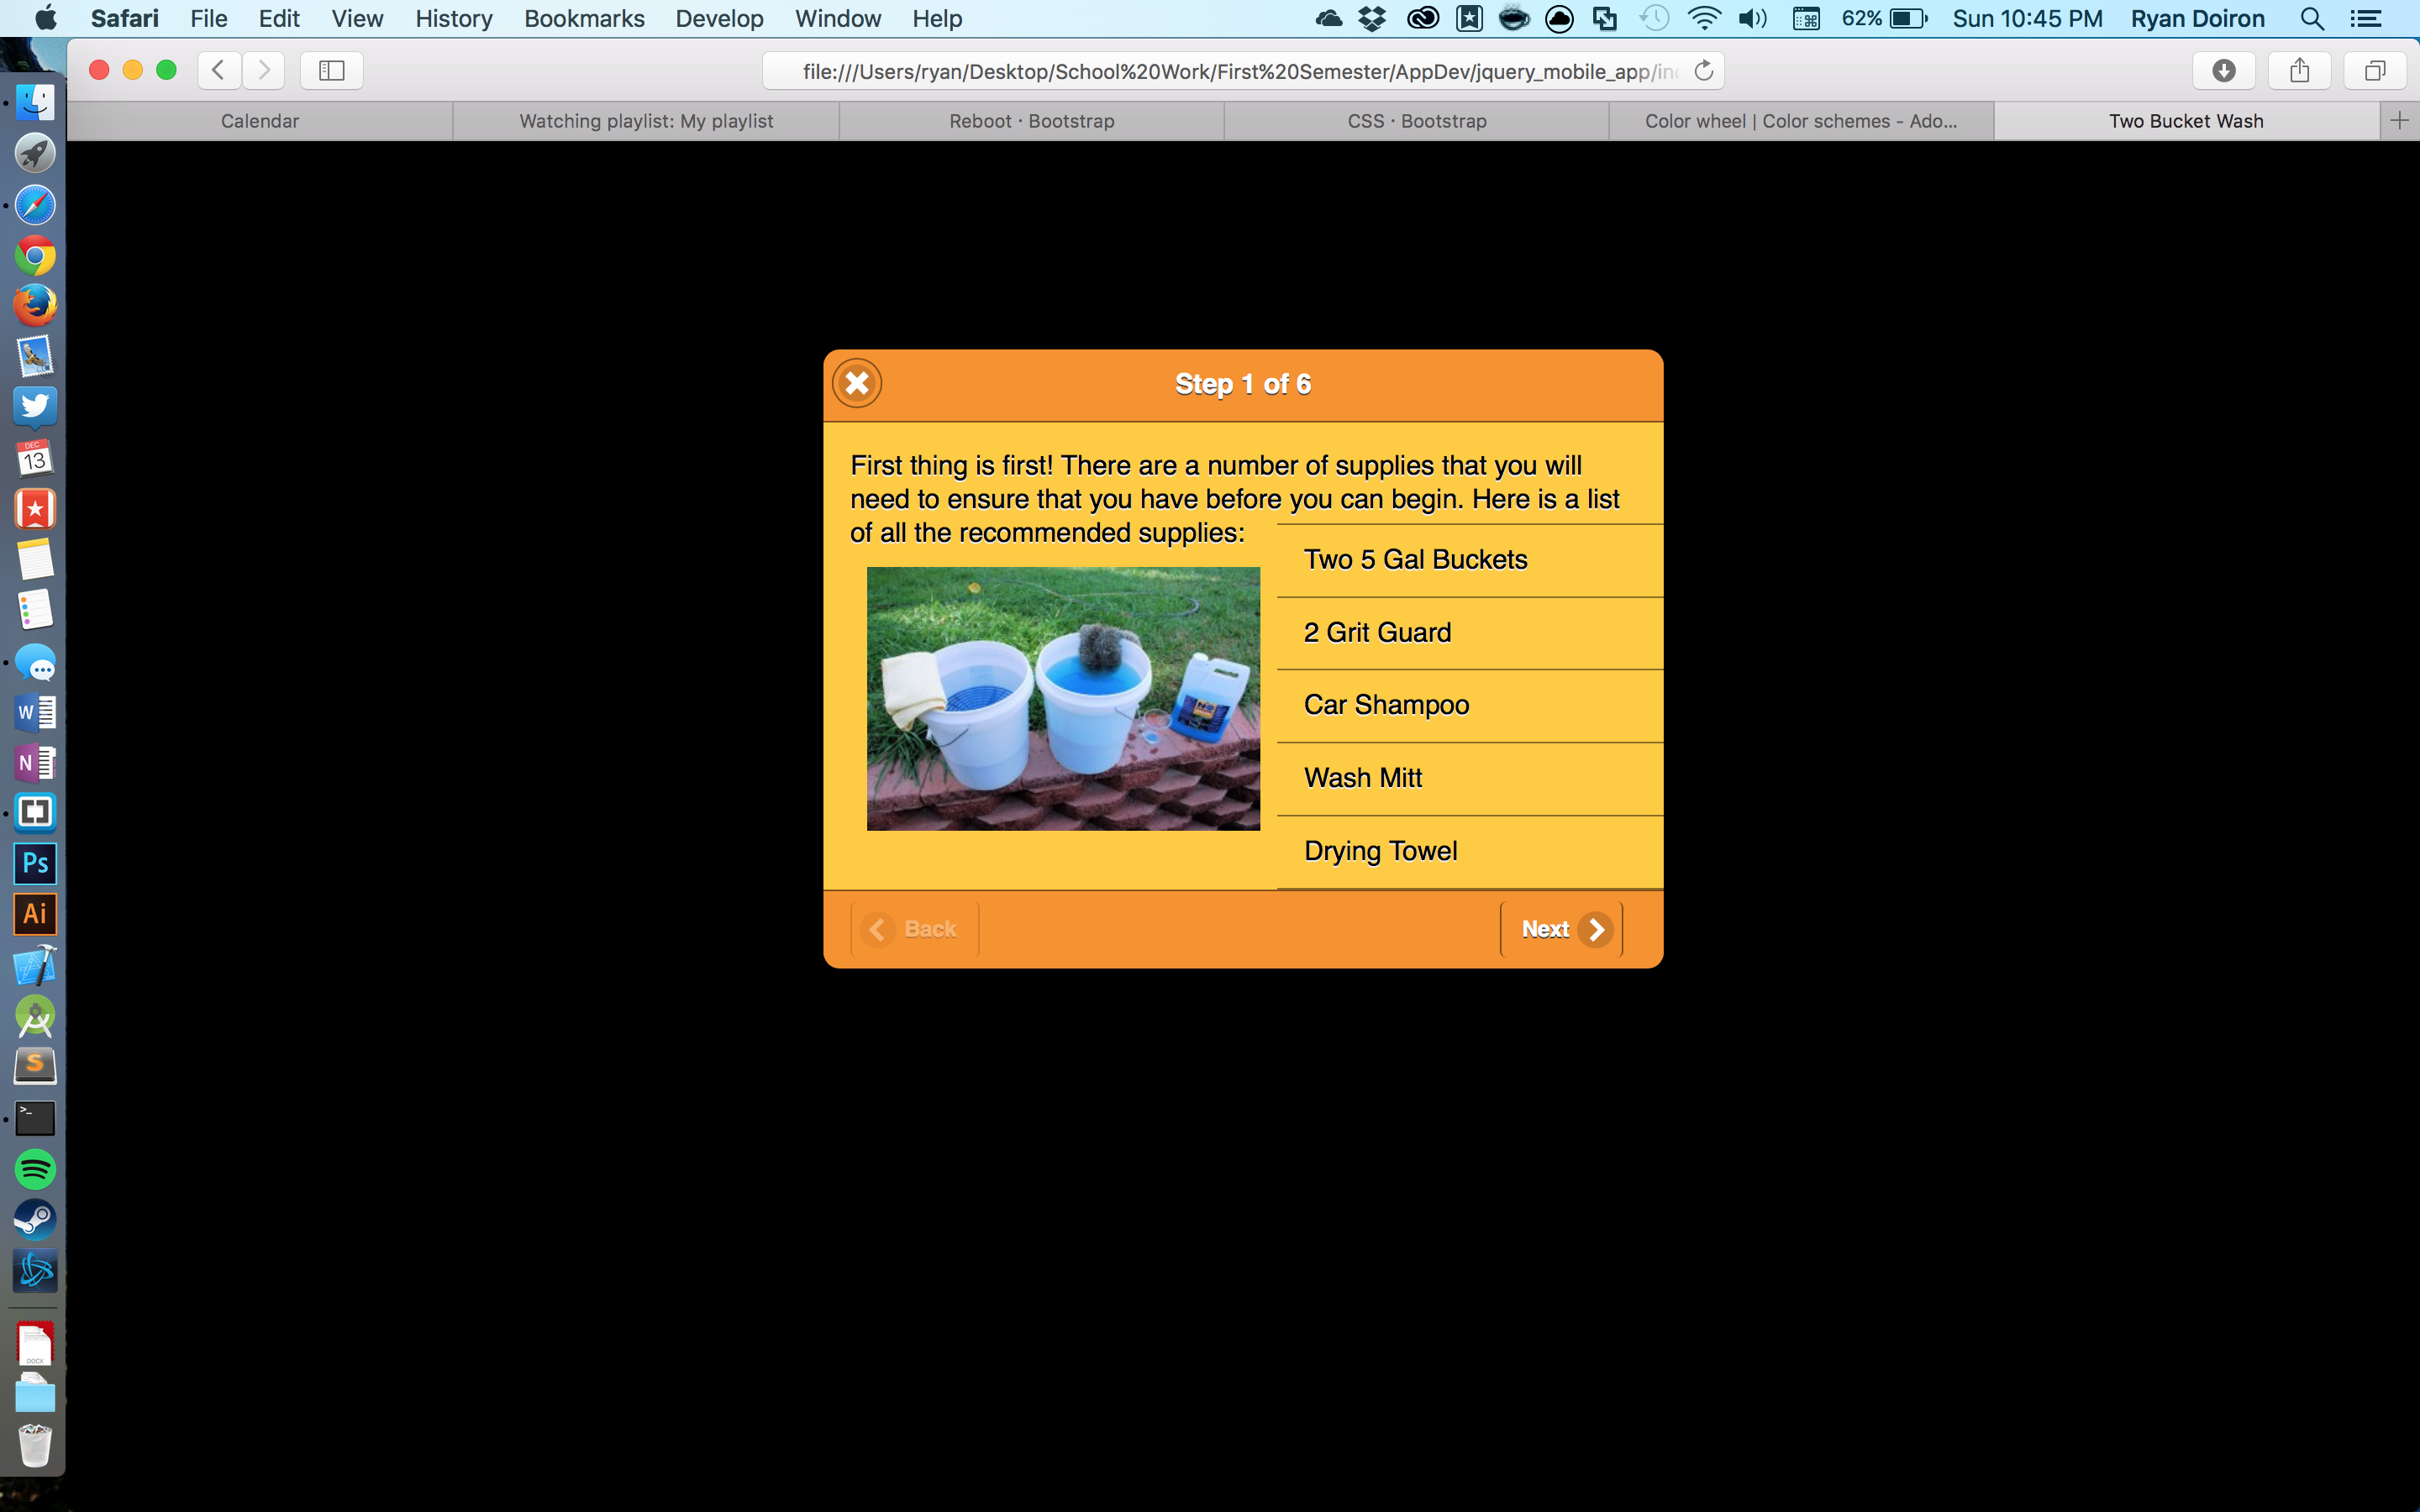 Safari File Edit View History Bookmarks Develop Window Help 62% Sun 10:45 PM Ryan Doiron
file:///Users/ryan/Desktop/School%20Work/First%20Semester/AppDev/jquery_mobile_app/in
Calendar Watching playlist: My playlist Reboot · Bootstrap CSS · Bootstrap Color wheel | Color schemes - Ado... Two Bucket Wash
Step 1 of 6
First thing is first! There are a number of supplies that you will
need to ensure that you have before you can begin. Here is a list
of all the recommended supplies:
Two 5 Gal Buckets
2 Grit Guard
Car Shampoo
Wash Mitt
Drying Towel
Back Next
DEC
13
W
N
Ps
Ai
S
>_
DOCX